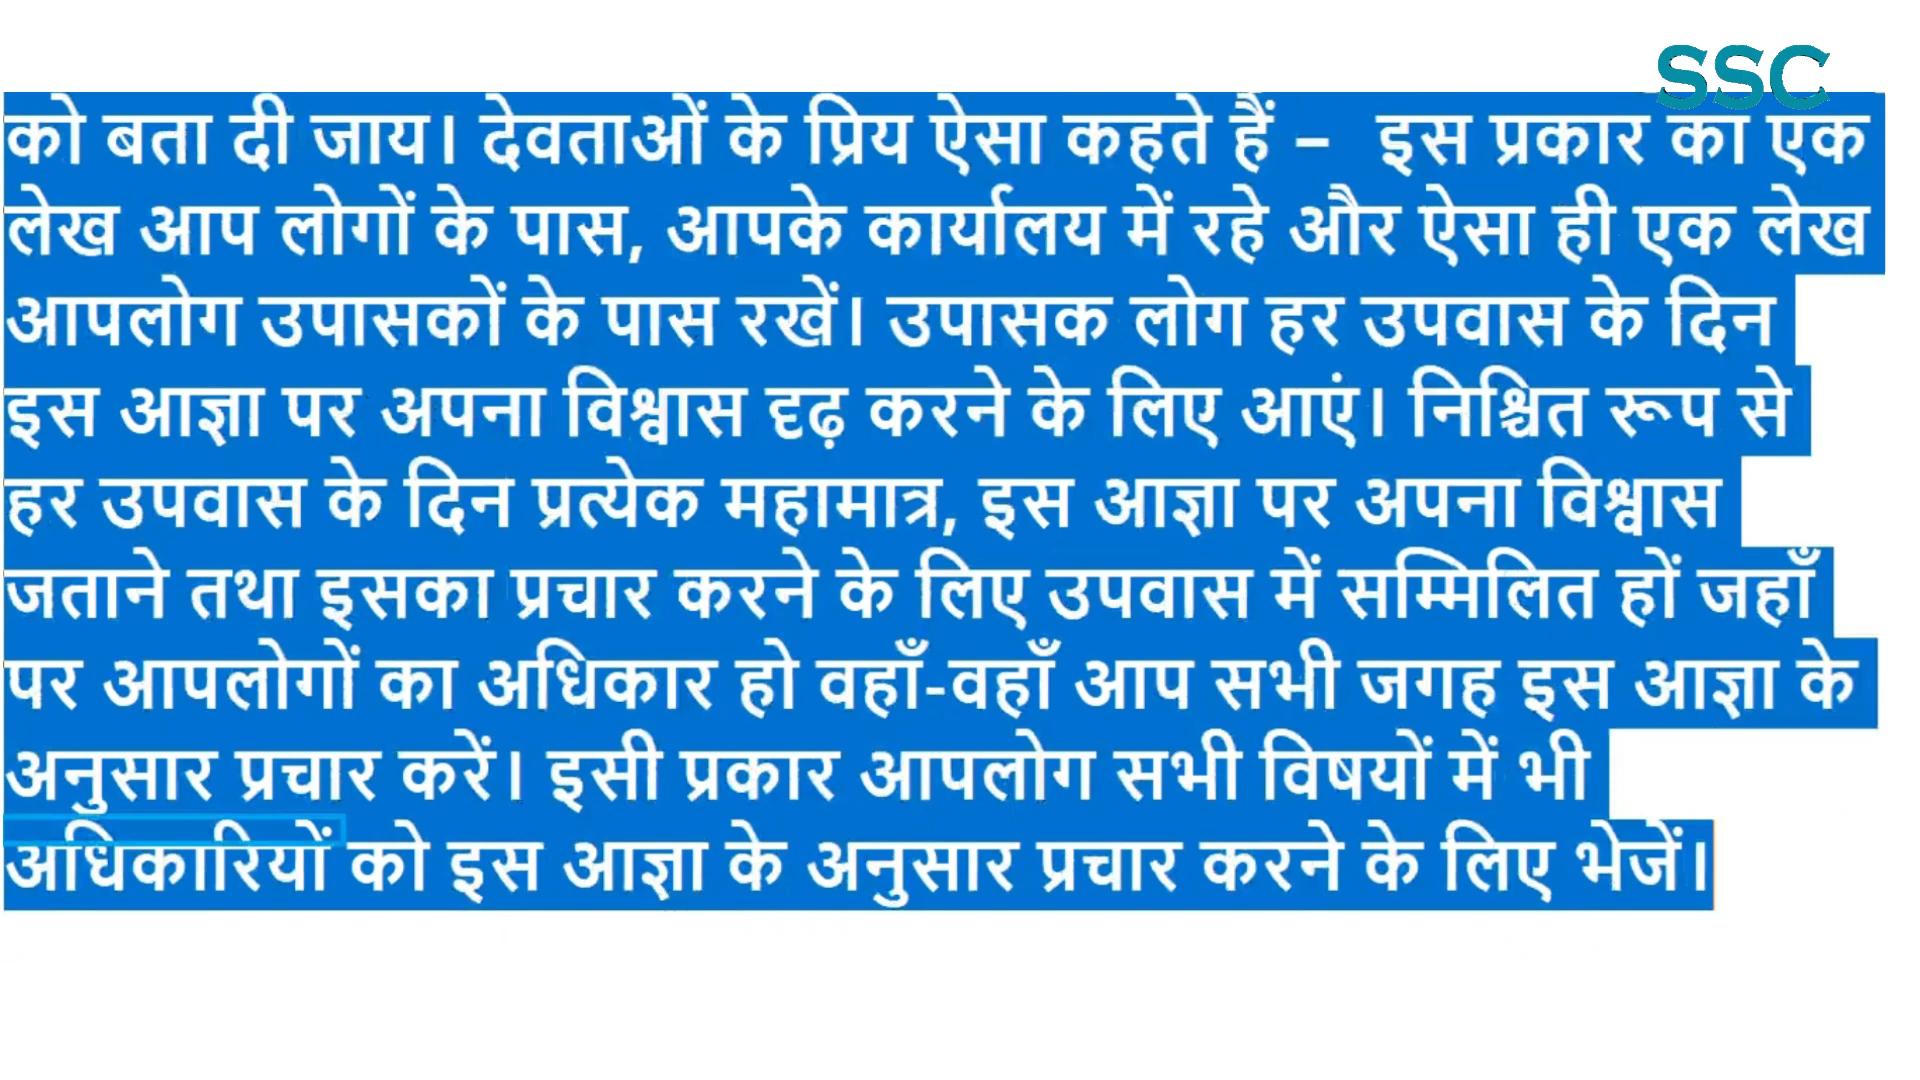 SSC
को बता दी जाय। देवताओं के प्रिय ऐसा कहते हैं – इस प्रकार का एक
लेख आप लोगों के पास, आपके कार्यालय में रहे और ऐसा ही एक लेख
आपलोग उपासकों के पास रखें। उपासक लोग हर उपवास के दिन
इस आज्ञा पर अपना विश्वास दृढ़ करने के लिए आएं। निश्चित रूप से
हर उपवास के दिन प्रत्येक महामात्र, इस आज्ञा पर अपना विश्वास
जताने तथा इसका प्रचार करने के लिए उपवास में सम्मिलित हों जहाँ
पर आपलोगों का अधिकार हो वहाँ-वहाँ आप सभी जगह इस आज्ञा के
अनुसार प्रचार करें। इसी प्रकार आपलोग सभी विषयों में भी
अधिकारियों को इस आज्ञा के अनुसार प्रचार करने के लिए भेजें।